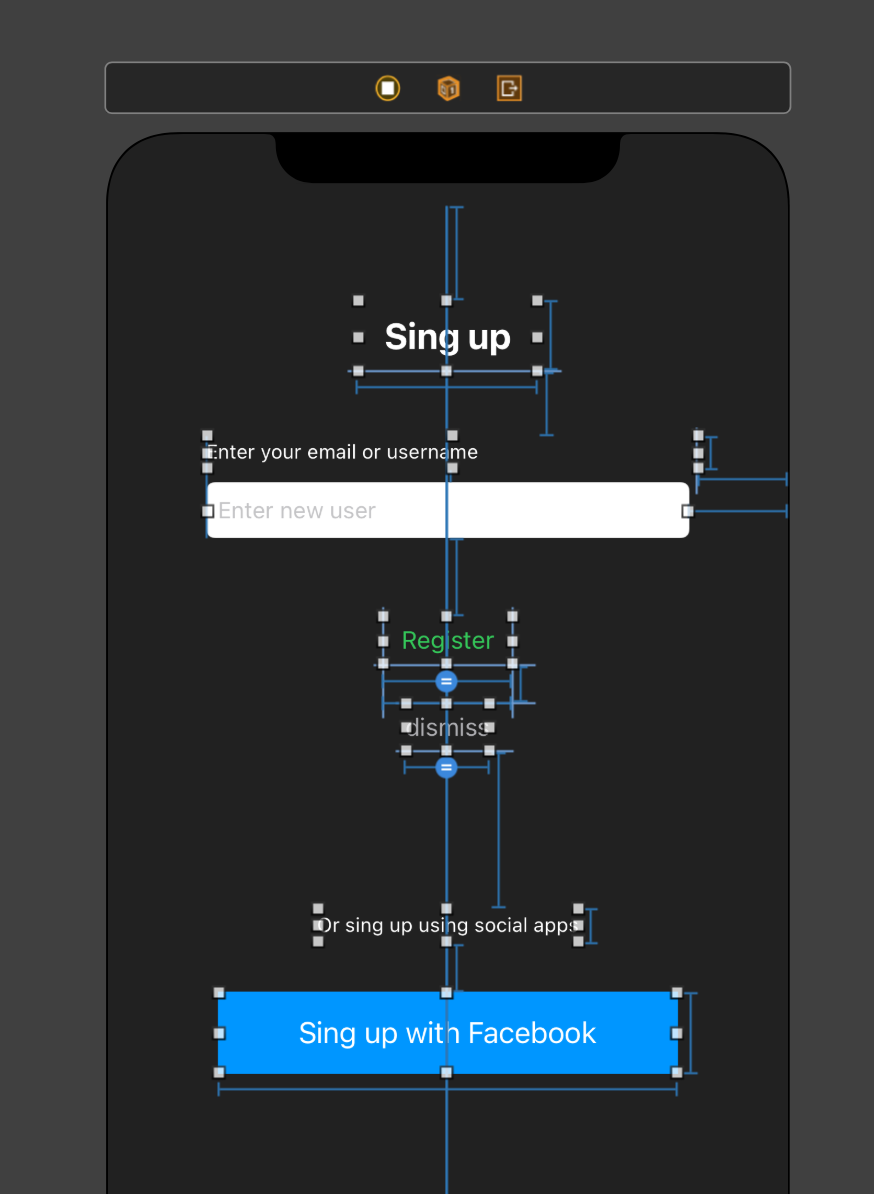 Sing up
Enter your email or username
Enter new user
Register
dismiss
Or sing up using social apps
Sing up with Facebook